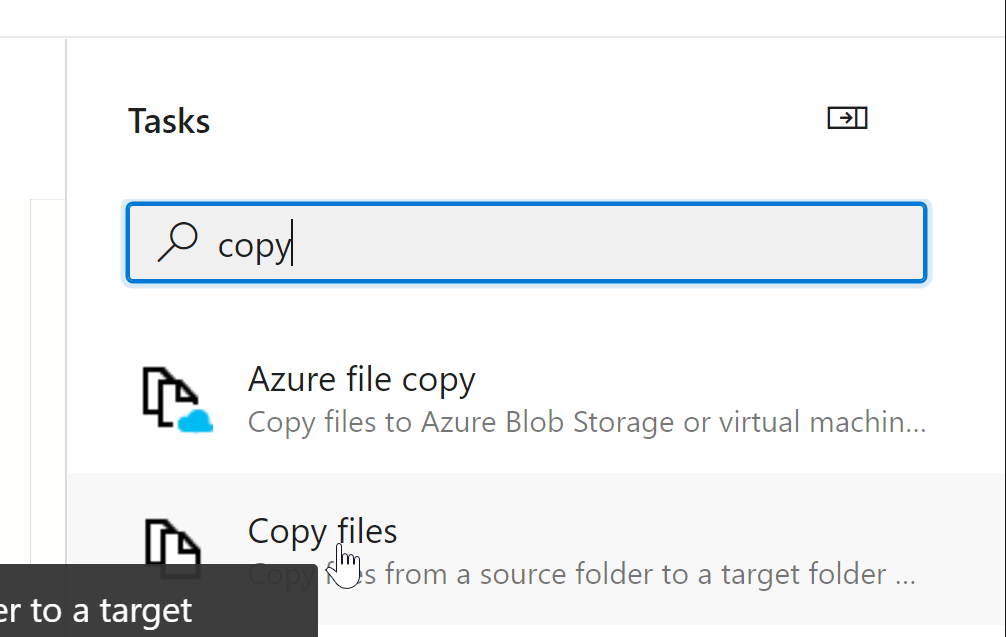 Tasks
copy
Azure file copy
Copy files to Azure Blob Storage or virtual machin...
Copy files
Copy files from a source folder to a target folder ...
er to a target